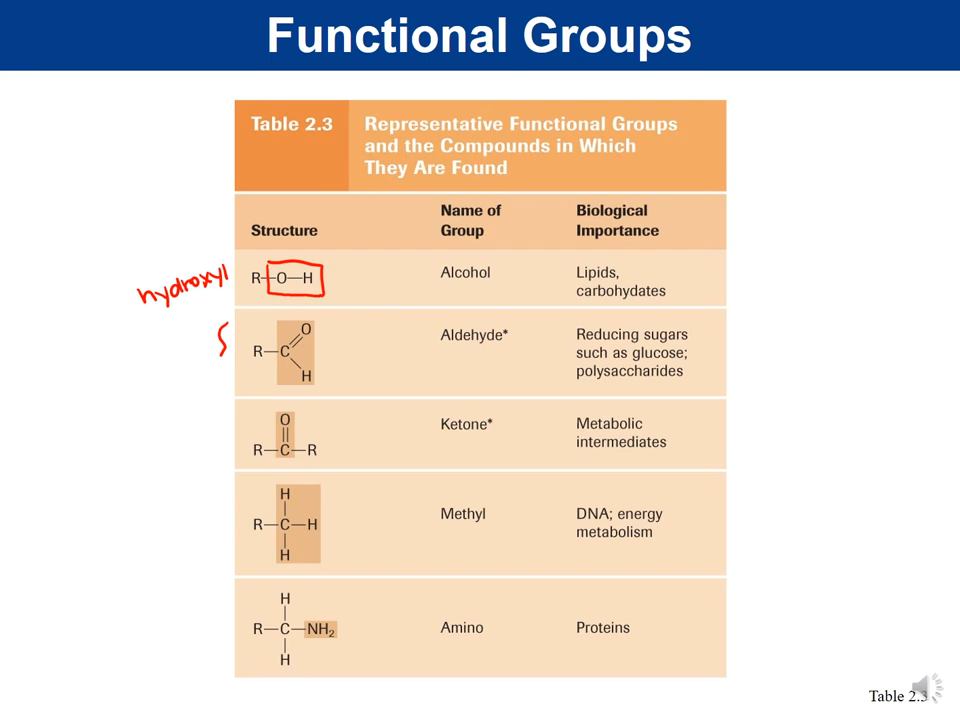 Functional Groups
Table 2.3
Representative Functional Groups
and the Compounds in Which
They Are Found
Structure
Name of
Group
Biological
Importance
hydroxyl
R—O—H
Alcohol
Lipids,
carbohydates
O
R—C
H
Aldehyde*
Reducing sugars
such as glucose;
polysaccharides
O
R—C—R
Ketone*
Metabolic
intermediates
H
R—C—H
H
Methyl
DNA; energy
metabolism
H
R—C—NH₂
H
Amino
Proteins
Table 2.3